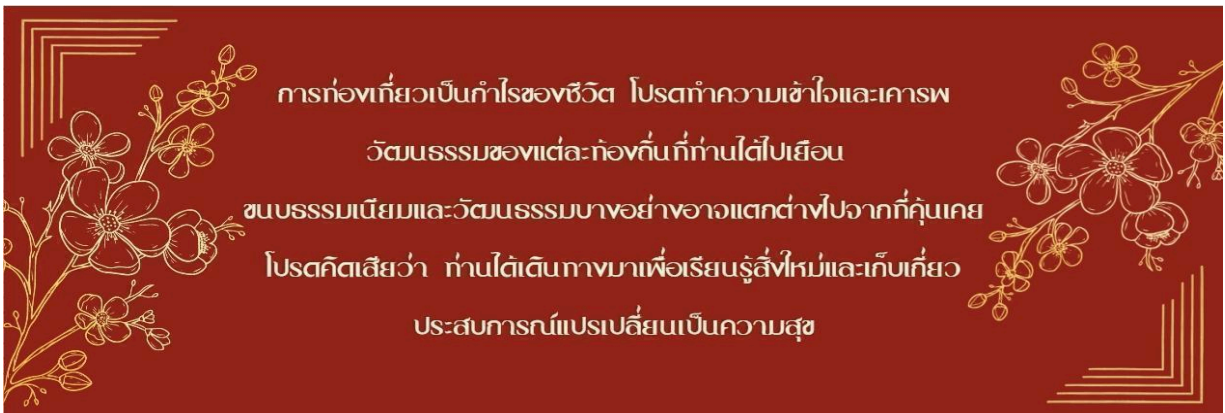 การท่องเที่ยวเป็นกำไรของชีวิต โปรดทำความเข้าใจและเคารพ
วัฒนธรรมของแต่ละท้องถิ่นที่ท่านได้ไปเยือน
ขนบธรรมเนียมและวัฒนธรรมบางอย่างอาจแตกต่างไปจากที่คุ้นเคย
โปรดคิดเสียว่า ท่านได้เดินทางมาเพื่อเรียนรู้สิ่งใหม่และเก็บเกี่ยว
ประสบการณ์แปรเปลี่ยนเป็นความสุข